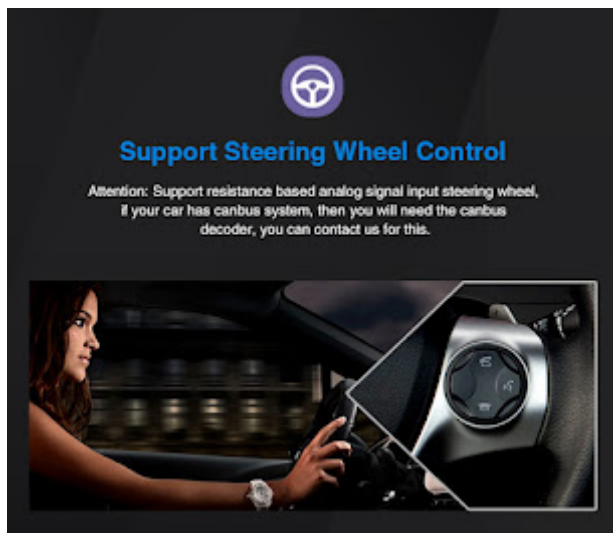 Support Steering Wheel Control
Attention: Support resistance based analog signal input steering wheel,
if your car has canbus system, then you will need the canbus
decoder, you can contact us for this.